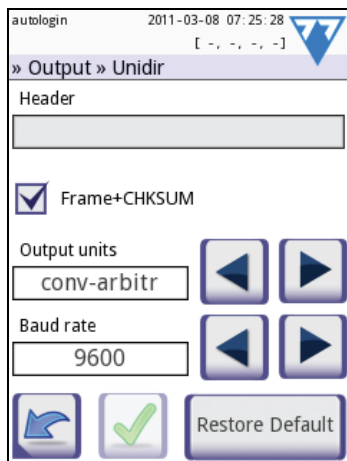 autologin 2011-03-08 07:25:28
[ -, -, -, -]
» Output » Unidir
Header
Frame+CHKSUM
Output units
conv-arbitr
Baud rate
9600
Restore Default